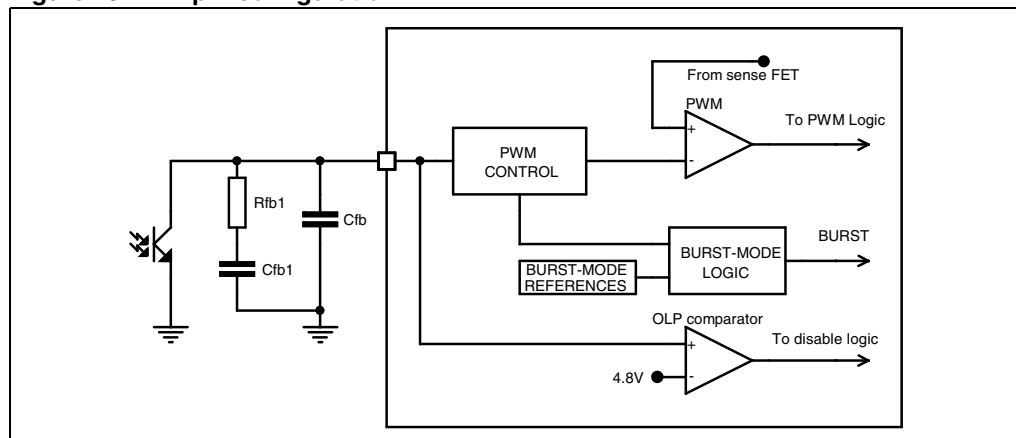 From sense FET
PWM
To PWM Logic
+
-
PWM
CONTROL
Rfb1
Cfb
Cfb1
BURST
BURST-MODE
LOGIC
BURST-MODE
REFERENCES
OLP comparator
To disable logic
+
4.8V
-